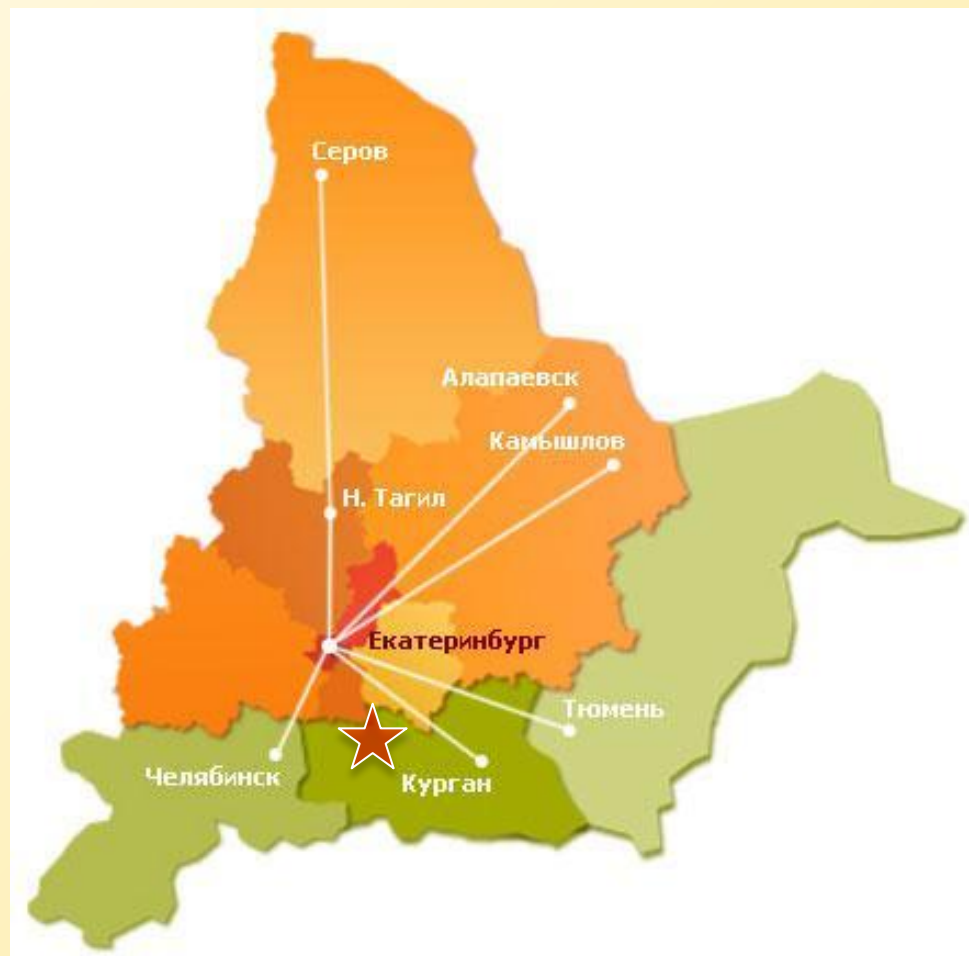 Серов
Алапаевск
Камышлов
Н. Тагил
Екатеринбург
Тюмень
Челябинск
Курган